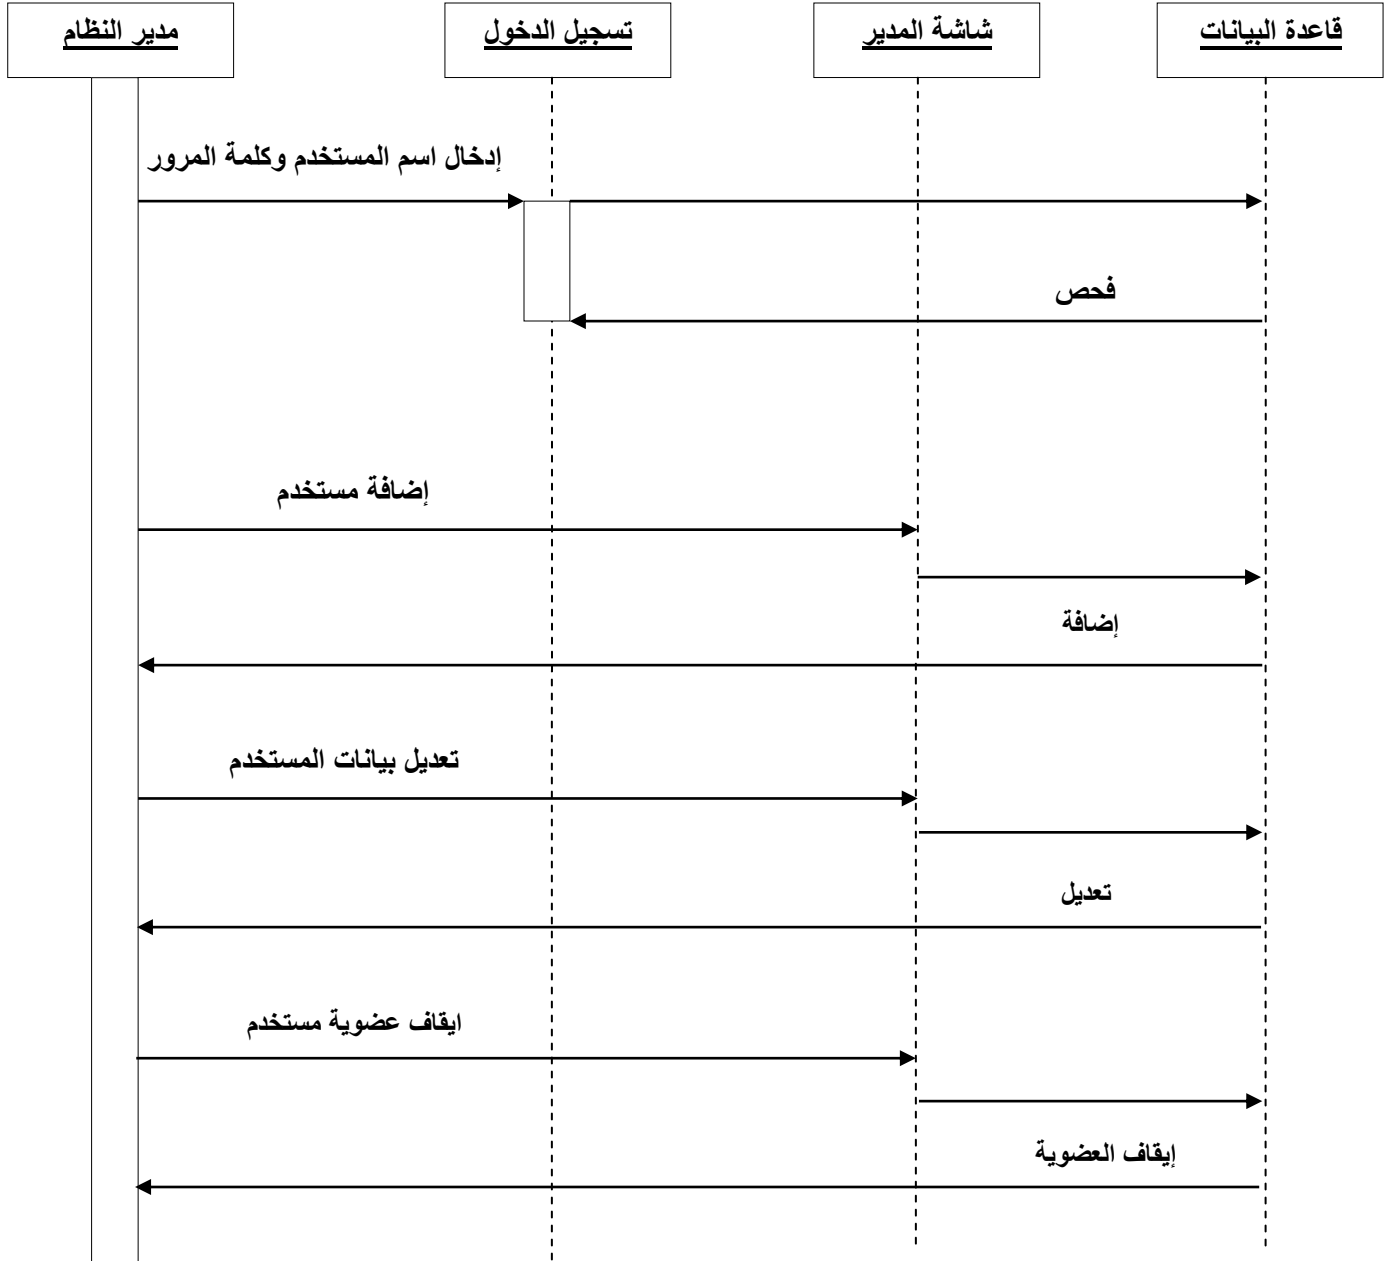 مدير النظام
تسجيل الدخول
شاشة المدير
قاعدة البيانات
إدخال اسم المستخدم وكلمة المرور
فحص
إضافة مستخدم
إضافة
تعديل بيانات المستخدم
تعديل
ايقاف عضوية مستخدم
إيقاف العضوية